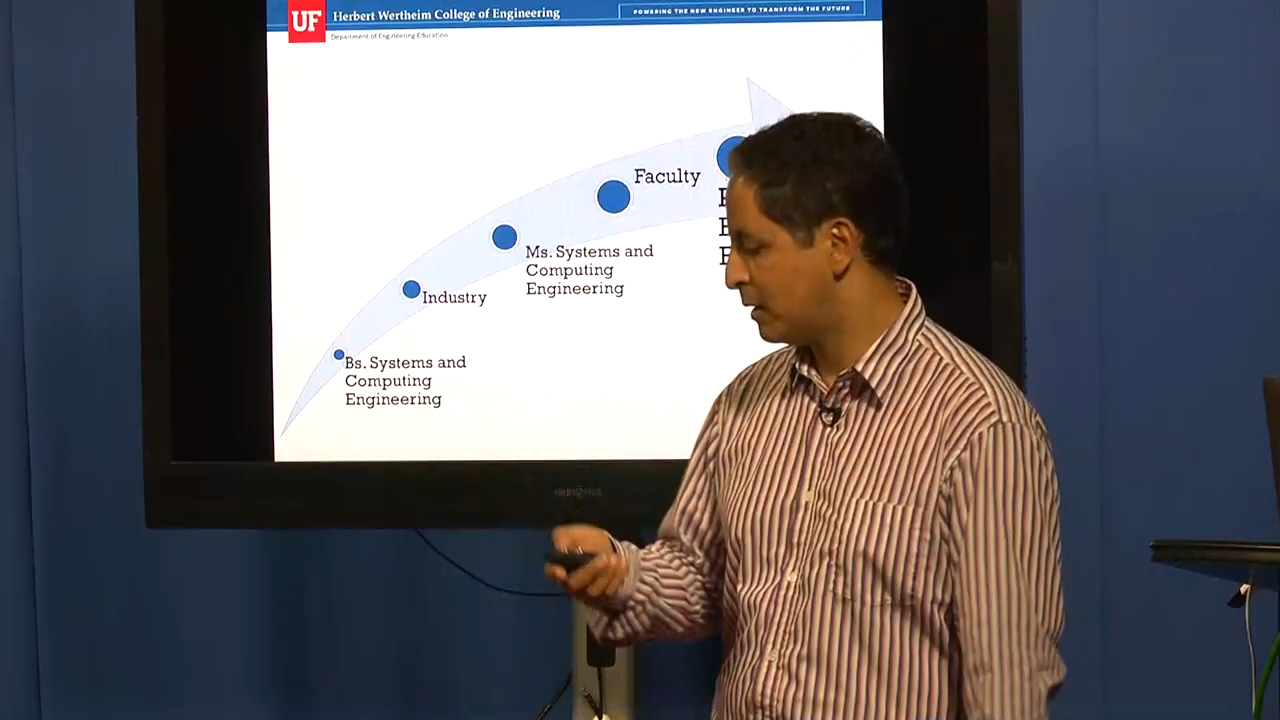 UF
Herbert Wertheim College of Engineering
POWERING THE NEW ENGINEER TO TRANSFORM THE FUTURE
Department of Engineering Education
Faculty
Ms. Systems and
Computing
Engineering
Industry
Bs. Systems and
Computing
Engineering